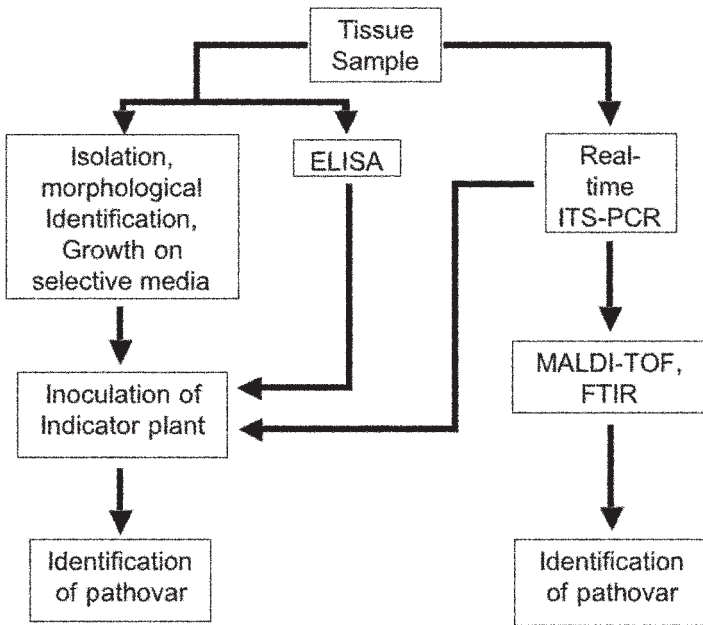 Tissue
Sample
Isolation,
morphological
Identification,
Growth on
selective media
ELISA
Real-
time
ITS-PCR
Inoculation of
Indicator plant
MALDI-TOF,
FTIR
Identification
of pathovar
Identification
of pathovar